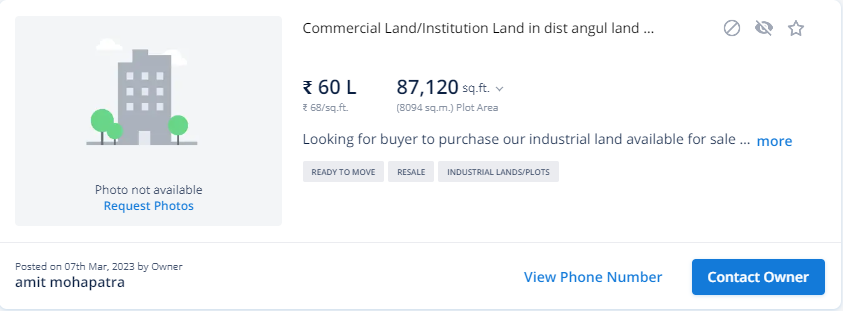 Commercial Land/Institution Land in dist angul land ...
₹ 60 L
87,120 sq.ft.
₹ 68/sq.ft.
(8094 sq.m.) Plot Area
Looking for buyer to purchase our industrial land available for sale ... more
READY TO MOVE
RESALE
INDUSTRIAL LANDS/PLOTS
Photo not available
Request Photos
Posted on 07th Mar, 2023 by Owner
amit mohapatra
View Phone Number
Contact Owner